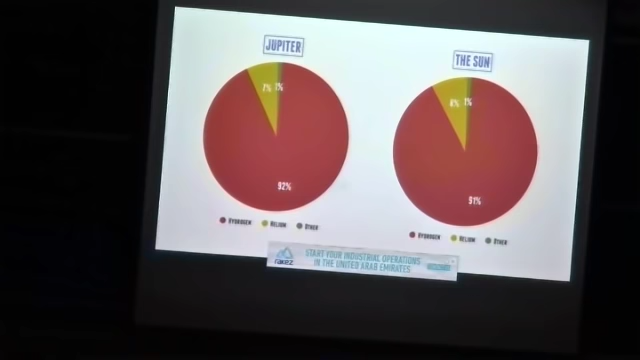 JUPITER
7% 1%
92%
HYDROGEN HELIUM OTHER
THE SUN
1%
91%
HYDROGEN HELIUM OTHER
rakez
START YOUR INDUSTRIAL OPERATIONS
IN THE UNITED ARAB EMIRATES